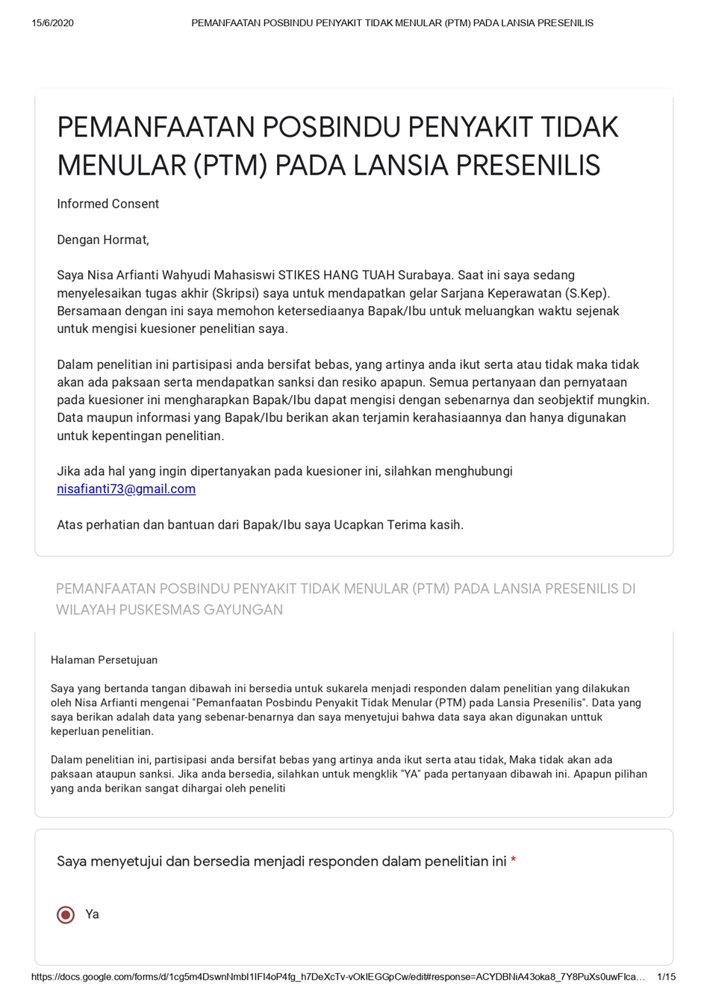 15/6/2020 PEMANFAATAN POSBINDU PENYAKIT TIDAK MENULAR (PTM) PADA LANSIA PRESENILIS
PEMANFAATAN POSBINDU PENYAKIT TIDAK
MENULAR (PTM) PADA LANSIA PRESENILIS
Informed Consent
Dengan Hormat,
Saya Nisa Arfianti Wahyudi Mahasiswi STIKES HANG TUAH Surabaya. Saat ini saya sedang
menyelesaikan tugas akhir (Skripsi) saya untuk mendapatkan gelar Sarjana Keperawatan (S.Kep).
Bersamaan dengan ini saya memohon ketersediaanya Bapak/Ibu untuk meluangkan waktu sejenak
untuk mengisi kuesioner penelitian saya.
Dalam penelitian ini partisipasi anda bersifat bebas, yang artinya anda ikut serta atau tidak maka tidak
akan ada paksaan serta mendapatkan sanksi dan resiko apapun. Semua pertanyaan dan pernyataan
pada kuesioner ini mengharapkan Bapak/Ibu dapat mengisi dengan sebenarnya dan seobjektif mungkin.
Data maupun informasi yang Bapak/Ibu berikan akan terjamin kerahasiaannya dan hanya digunakan
untuk kepentingan penelitian.
Jika ada hal yang ingin dipertanyakan pada kuesioner ini, silahkan menghubungi
nisafianti73@gmail.com
Atas perhatian dan bantuan dari Bapak/Ibu saya Ucapkan Terima kasih.
PEMANFAATAN POSBINDU PENYAKIT TIDAK MENULAR (PTM) PADA LANSIA PRESENILIS DI
WILAYAH PUSKESMAS GAYUNGAN
Halaman Persetujuan
Saya yang bertanda tangan dibawah ini bersedia untuk sukarela menjadi responden dalam penelitian yang dilakukan
oleh Nisa Arfianti mengenai "Pemanfaatan Posbindu Penyakit Tidak Menular (PTM) pada Lansia Presenilis". Data yang
saya berikan adalah data yang sebenar-benarnya dan saya menyetujui bahwa data saya akan digunakan unttuk
keperluan penelitian.
Dalam penelitian ini, partisipasi anda bersifat bebas yang artinya anda ikut serta atau tidak, Maka tidak akan ada
paksaan ataupun sanksi. Jika anda bersedia, silahkan untuk mengklik "YA" pada pertanyaan dibawah ini. Apapun pilihan
yang anda berikan sangat dihargai oleh peneliti
Saya menyetujui dan bersedia menjadi responden dalam penelitian ini *
Ya
https://docs.google.com/forms/d/1cg5m4DswnNmbI1IFI4oP4fg_h7DeXcTv-vOkIEGGpCw/edit#response=ACYDBNiA43oka8_7Y8PuXs0uwFIca… 1/15